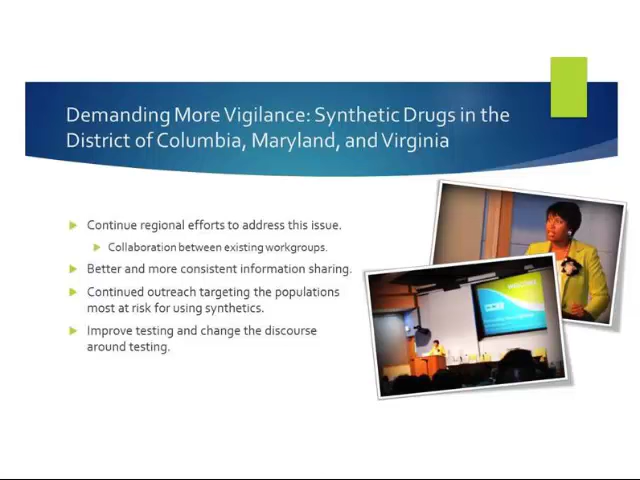 Demanding More Vigilance: Synthetic Drugs in the
District of Columbia, Maryland, and Virginia
Continue regional efforts to address this issue.
Collaboration between existing workgroups.
Better and more consistent information sharing.
Continued outreach targeting the populations
most at risk for using synthetics.
Improve testing and change the discourse
around testing.